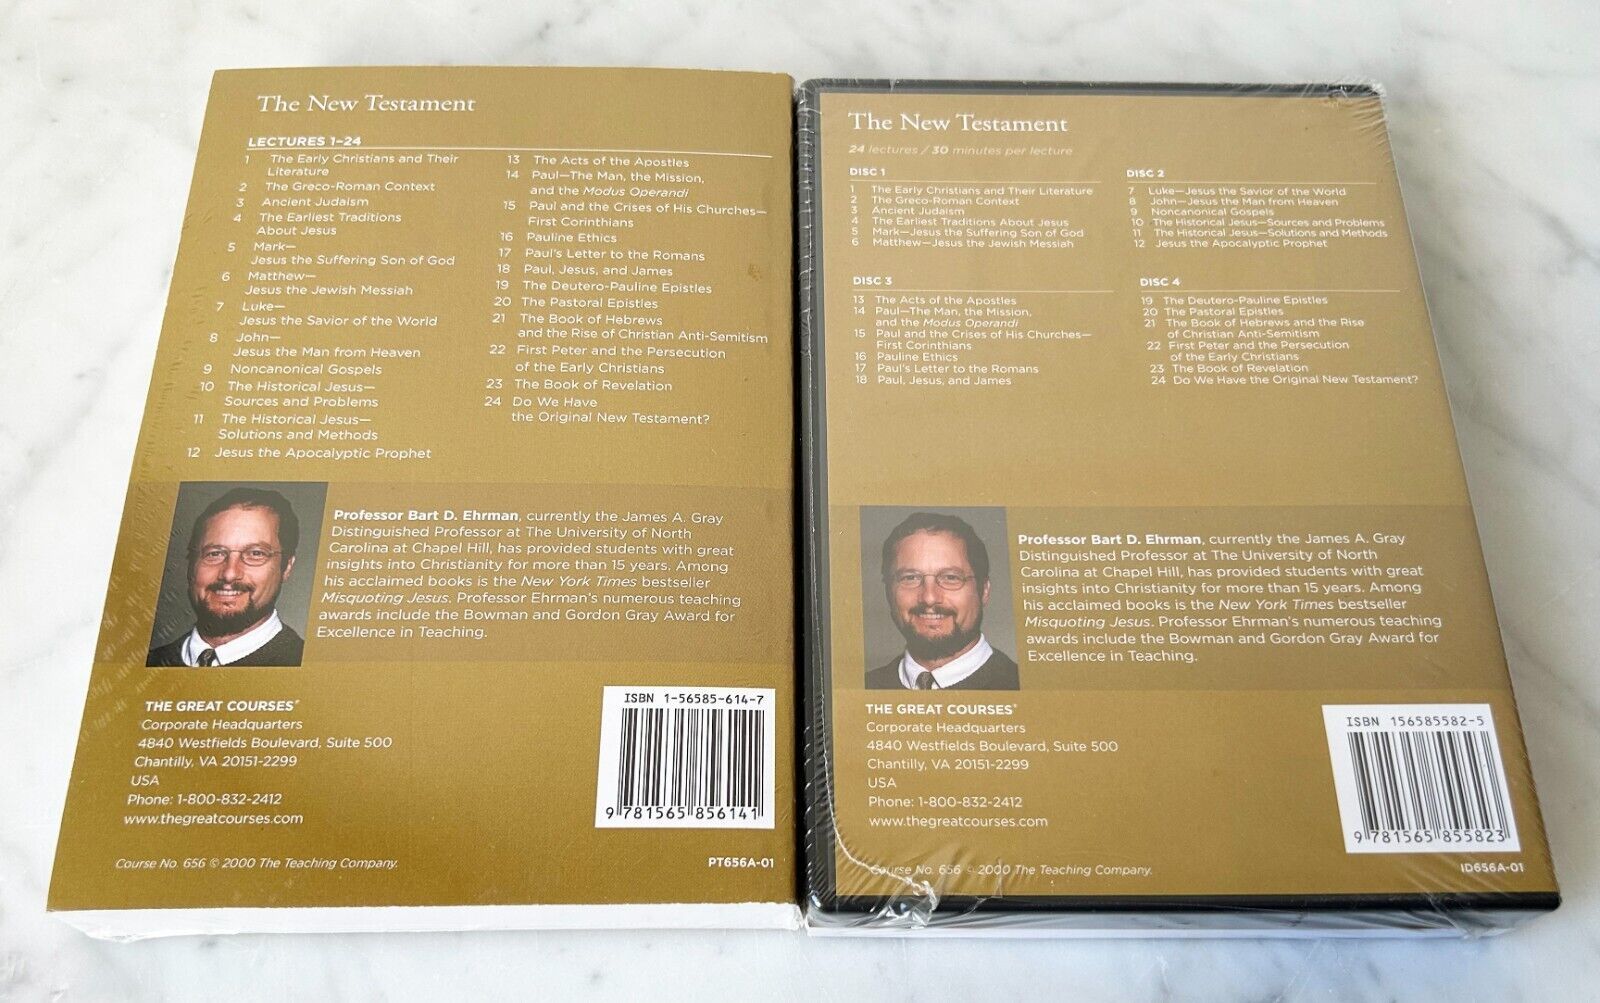 The New Testament
LECTURES 1–24
1 The Early Christians and Their
Literature
2 The Greco-Roman Context
3 Ancient Judaism
4 The Earliest Traditions
About Jesus
5 Mark—
Jesus the Suffering Son of God
6 Matthew—
Jesus the Jewish Messiah
7 Luke—
Jesus the Savior of the World
8 John—
Jesus the Man from Heaven
9 Noncanonical Gospels
10 The Historical Jesus—
Sources and Problems
11 The Historical Jesus—
Solutions and Methods
12 Jesus the Apocalyptic Prophet
13 The Acts of the Apostles
14 Paul—The Man, the Mission,
and the Modus Operandi
15 Paul and the Crises of His Churches—
First Corinthians
16 Pauline Ethics
17 Paul's Letter to the Romans
18 Paul, Jesus, and James
19 The Deutero-Pauline Epistles
20 The Pastoral Epistles
21 The Book of Hebrews
and the Rise of Christian Anti-Semitism
22 First Peter and the Persecution
of the Early Christians
23 The Book of Revelation
24 Do We Have
the Original New Testament?
Professor Bart D. Ehrman, currently the James A. Gray
Distinguished Professor at The University of North
Carolina at Chapel Hill, has provided students with great
insights into Christianity for more than 15 years. Among
his acclaimed books is the New York Times bestseller
Misquoting Jesus. Professor Ehrman's numerous teaching
awards include the Bowman and Gordon Gray Award for
Excellence in Teaching.
THE GREAT COURSES®
Corporate Headquarters
4840 Westfields Boulevard, Suite 500
Chantilly, VA 20151-2299
USA
Phone: 1-800-832-2412
www.thegreatcourses.com
Course No. 656 © 2000 The Teaching Company.
ISBN 1-56585-614-7
9 781565 856141
PT656A-01
The New Testament
24 lectures / 30 minutes per lecture
DISC 1
1 The Early Christians and Their Literature
2 The Greco-Roman Context
3 Ancient Judaism
4 The Earliest Traditions About Jesus
5 Mark—Jesus the Suffering Son of God
6 Matthew—Jesus the Jewish Messiah
DISC 2
7 Luke—Jesus the Savior of the World
8 John—Jesus the Man from Heaven
9 Noncanonical Gospels
10 The Historical Jesus—Sources and Problems
11 The Historical Jesus—Solutions and Methods
12 Jesus the Apocalyptic Prophet
DISC 3
13 The Acts of the Apostles
14 Paul—The Man, the Mission,
and the Modus Operandi
15 Paul and the Crises of His Churches—
First Corinthians
16 Pauline Ethics
17 Paul's Letter to the Romans
18 Paul, Jesus, and James
DISC 4
19 The Deutero-Pauline Epistles
20 The Pastoral Epistles
21 The Book of Hebrews and the Rise
of Christian Anti-Semitism
22 First Peter and the Persecution
of the Early Christians
23 The Book of Revelation
24 Do We Have the Original New Testament?
Professor Bart D. Ehrman, currently the James A. Gray
Distinguished Professor at The University of North
Carolina at Chapel Hill, has provided students with great
insights into Christianity for more than 15 years. Among
his acclaimed books is the New York Times bestseller
Misquoting Jesus. Professor Ehrman's numerous teaching
awards include the Bowman and Gordon Gray Award for
Excellence in Teaching.
THE GREAT COURSES®
Corporate Headquarters
4840 Westfields Boulevard, Suite 500
Chantilly, VA 20151-2299
USA
Phone: 1-800-832-2412
www.thegreatcourses.com
Course No. 656 © 2000 The Teaching Company.
ISBN 156585582-5
9 781565 855823
ID656A-01